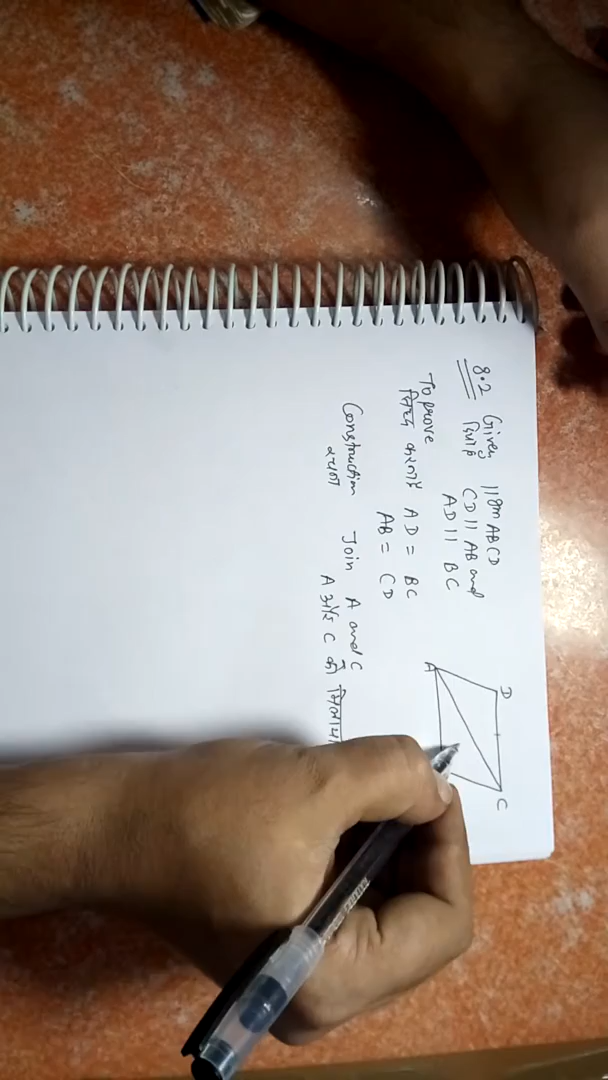 8.2 Given ||gm ABCD
दिया है CD || AB and
AD || BC
To prove
सिद्ध करना है AD = BC
AB = CD
Construction Join A and C
रचना A और C को मिलाया
D
C
A